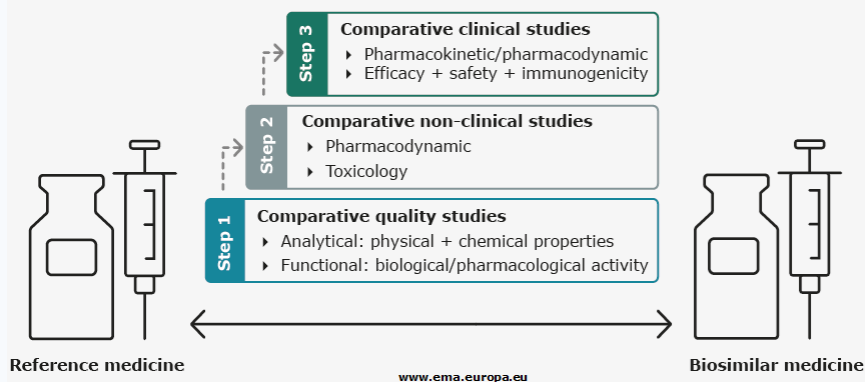 Step 3
Comparative clinical studies
Pharmacokinetic/pharmacodynamic
Efficacy + safety + immunogenicity
Step 2
Comparative non-clinical studies
Pharmacodynamic
Toxicology
Step 1
Comparative quality studies
Analytical: physical + chemical properties
Functional: biological/pharmacological activity
Reference medicine
Biosimilar medicine
www.ema.europa.eu